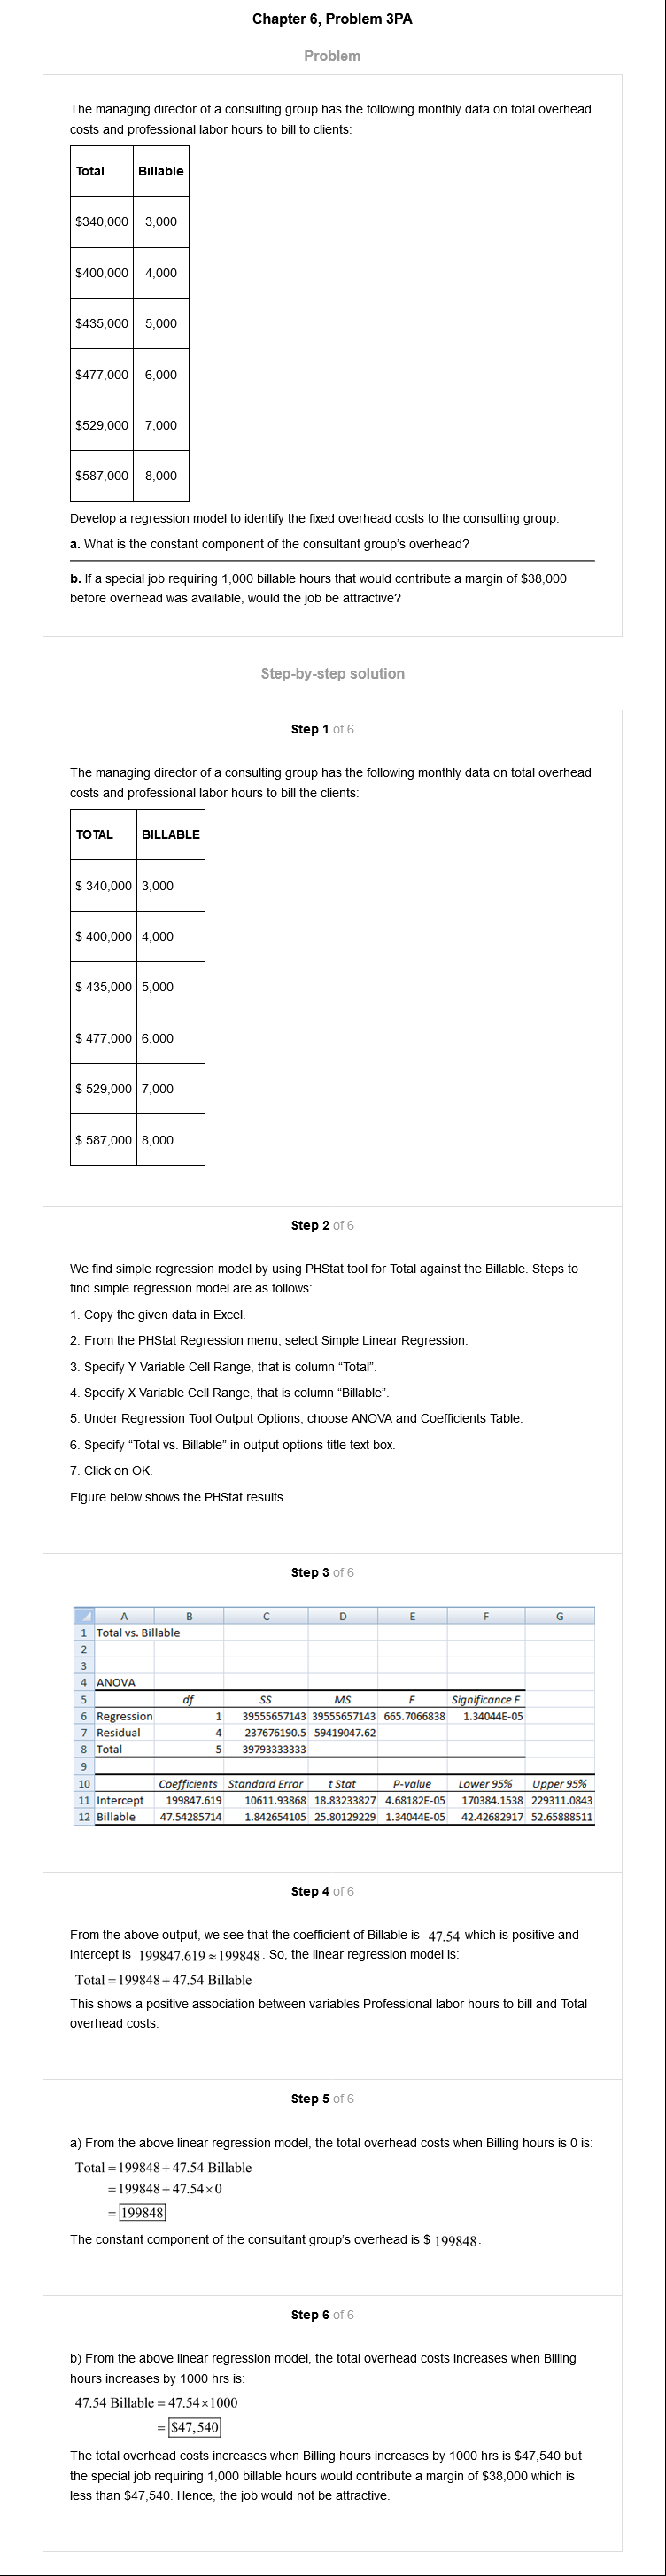 Chapter 6, Problem 3PA
Problem
The managing director of a consulting group has the following monthly data on total overhead
costs and professional labor hours to bill to clients:
Total Billable
$340,000 3,000
$400,000 4,000
$435,000 5,000
$477,000 6,000
$529,000 7,000
$587,000 8,000
Develop a regression model to identify the fixed overhead costs to the consulting group.
a. What is the constant component of the consultant group's overhead?
b. If a special job requiring 1,000 billable hours that would contribute a margin of $38,000
before overhead was available, would the job be attractive?
Step-by-step solution
Step 1 of 6
The managing director of a consulting group has the following monthly data on total overhead
costs and professional labor hours to bill the clients:
TOTAL BILLABLE
$ 340,000 3,000
$ 400,000 4,000
$ 435,000 5,000
$ 477,000 6,000
$ 529,000 7,000
$ 587,000 8,000
Step 2 of 6
We find simple regression model by using PHStat tool for Total against the Billable. Steps to
find simple regression model are as follows:
1. Copy the given data in Excel.
2. From the PHStat Regression menu, select Simple Linear Regression.
3. Specify Y Variable Cell Range, that is column “Total”.
4. Specify X Variable Cell Range, that is column “Billable”.
5. Under Regression Tool Output Options, choose ANOVA and Coefficients Table.
6. Specify “Total vs. Billable” in output options title text box.
7. Click on OK.
Figure below shows the PHStat results.
Step 3 of 6
A B C D E F G
1 Total vs. Billable
2
3
4 ANOVA
5 df SS MS F Significance F
6 Regression 1 39555657143 39555657143 665.7066838 1.34044E-05
7 Residual 4 237676190.5 59419047.62
8 Total 5 39793333333
9
10 Coefficients Standard Error t Stat P-value Lower 95% Upper 95%
11 Intercept 199847.619 10611.93868 18.83233827 4.68182E-05 170384.1538 229311.0843
12 Billable 47.54285714 1.842654105 25.80129229 1.34044E-05 42.42682917 52.65888511
Step 4 of 6
From the above output, we see that the coefficient of Billable is 47.54 which is positive and
intercept is 199847.619 ≈ 199848. So, the linear regression model is:
Total = 199848 + 47.54 Billable
This shows a positive association between variables Professional labor hours to bill and Total
overhead costs.
Step 5 of 6
a) From the above linear regression model, the total overhead costs when Billing hours is 0 is:
Total = 199848 + 47.54 Billable
= 199848 + 47.54×0
= 199848
The constant component of the consultant group's overhead is $ 199848.
Step 6 of 6
b) From the above linear regression model, the total overhead costs increases when Billing
hours increases by 1000 hrs is:
47.54 Billable = 47.54×1000
= $47,540
The total overhead costs increases when Billing hours increases by 1000 hrs is $47,540 but
the special job requiring 1,000 billable hours would contribute a margin of $38,000 which is
less than $47,540. Hence, the job would not be attractive.